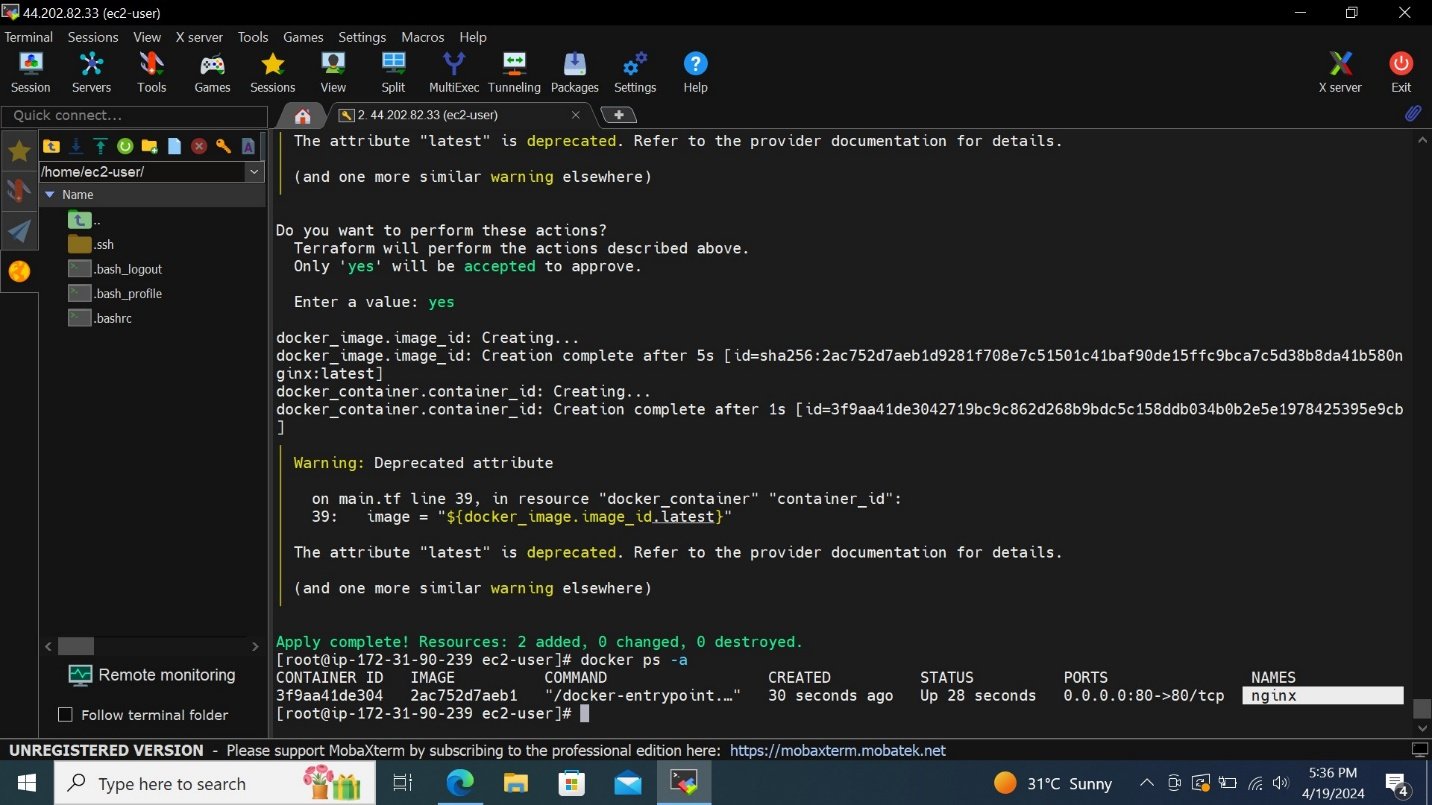 44.202.82.33 (ec2-user)
Terminal Sessions View X server Tools Games Settings Macros Help
Session Servers Tools Games Sessions View Split MultiExec Tunneling Packages Settings Help X server Exit
Quick connect...
2. 44.202.82.33 (ec2-user)
/home/ec2-user/
Name
..
.ssh
.bash_logout
.bash_profile
.bashrc
Remote monitoring
Follow terminal folder
The attribute "latest" is deprecated. Refer to the provider documentation for details.
(and one more similar warning elsewhere)
Do you want to perform these actions?
Terraform will perform the actions described above.
Only 'yes' will be accepted to approve.
Enter a value: yes
docker_image.image_id: Creating...
docker_image.image_id: Creation complete after 5s [id=sha256:2ac752d7aeb1d9281f708e7c51501c41baf90de15ffc9bca7c5d38b8da41b580n
ginx:latest]
docker_container.container_id: Creating...
docker_container.container_id: Creation complete after 1s [id=3f9aa41de3042719bc9c862d268b9bdc5c158ddb034b0b2e5e1978425395e9cb
]
Warning: Deprecated attribute
on main.tf line 39, in resource "docker_container" "container_id":
39: image = "${docker_image.image_id.latest}"
The attribute "latest" is deprecated. Refer to the provider documentation for details.
(and one more similar warning elsewhere)
Apply complete! Resources: 2 added, 0 changed, 0 destroyed.
[root@ip-172-31-90-239 ec2-user]# docker ps -a
CONTAINER ID IMAGE COMMAND CREATED STATUS PORTS NAMES
3f9aa41de304 2ac752d7aeb1 "/docker-entrypoint.…" 30 seconds ago Up 28 seconds 0.0.0.0:80->80/tcp nginx
[root@ip-172-31-90-239 ec2-user]#
UNREGISTERED VERSION - Please support MobaXterm by subscribing to the professional edition here: https://mobaxterm.mobatek.net
Type here to search
31°C Sunny
5:36 PM
4/19/2024
4